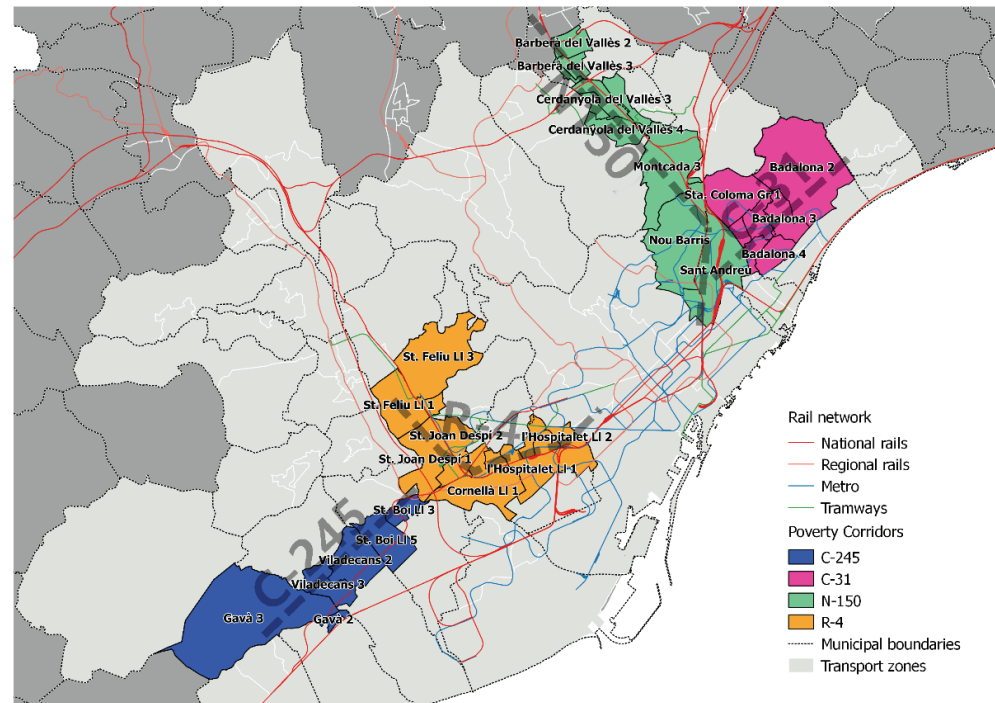 Barberà del Vallès 2
Barberà del Vallès 3
Cerdanyola del Vallès 3
Cerdanyola del Vallès 4
N-150
Montcada 3
Badalona 2
C-31
Sta. Coloma Gr 1
Badalona 3
Nou Barris
Badalona 4
Sant Andreu
St. Feliu Ll 3
St. Feliu Ll 1
R-4
St. Joan Despí 2
l'Hospitalet Ll 2
St. Joan Despí 1
l'Hospitalet Ll 1
Cornellà Ll 1
St. Boi Ll 3
C-245
St. Boi Ll 5
Viladecans 2
Viladecans 3
Gavà 3
Gavà 2
Rail network
National rails
Regional rails
Metro
Tramways
Poverty Corridors
C-245
C-31
N-150
R-4
Municipal boundaries
Transport zones